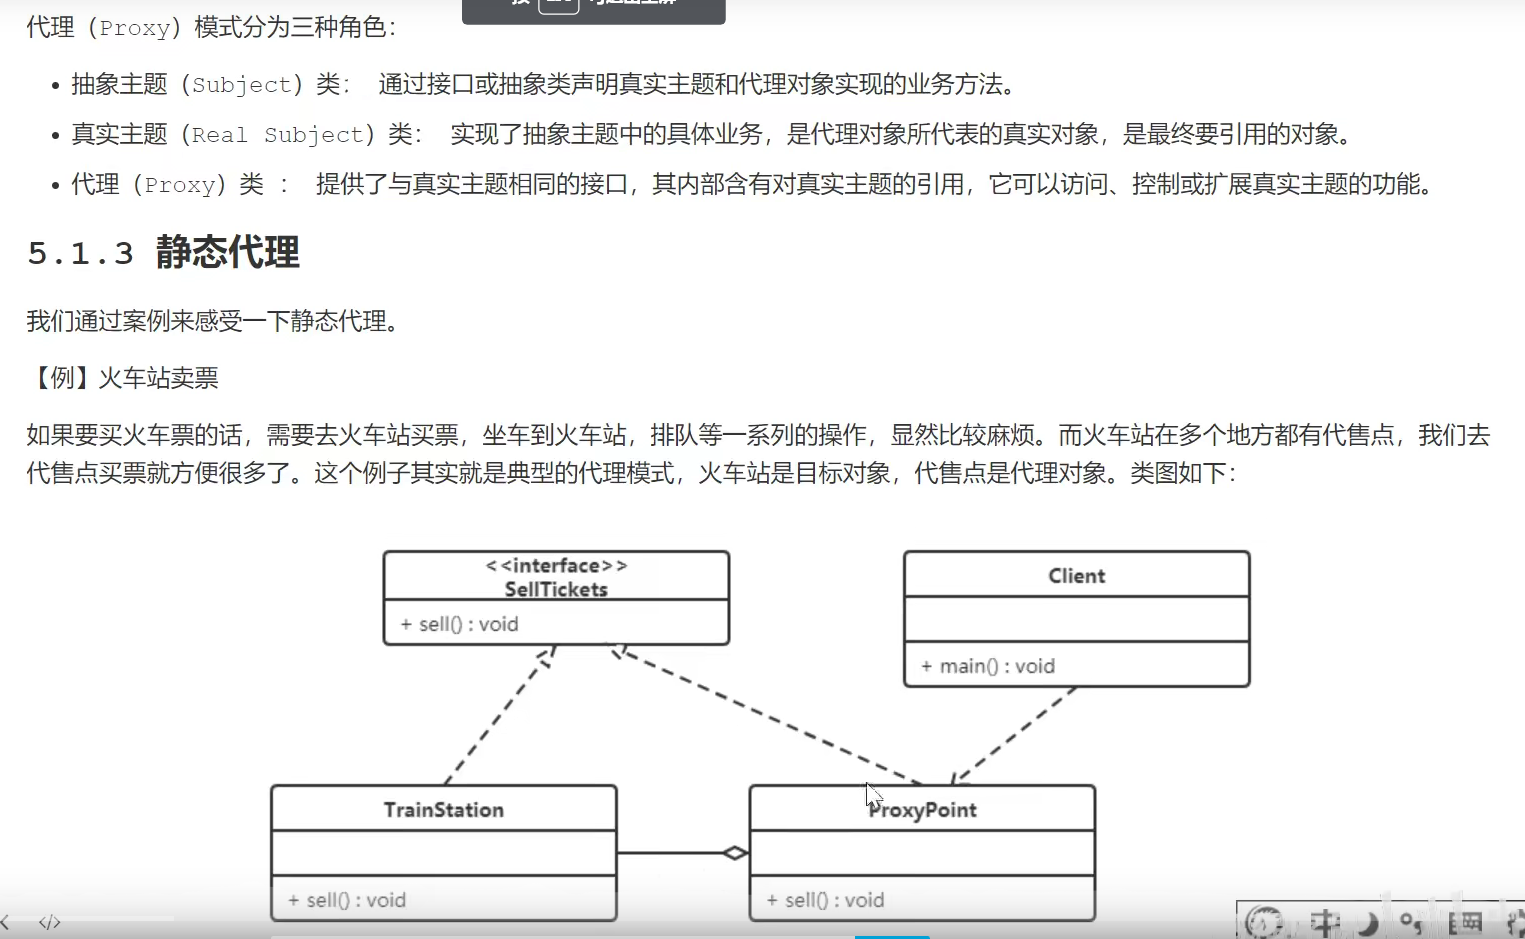 代理（Proxy）模式分为三种角色：
• 抽象主题（Subject）类： 通过接口或抽象类声明真实主题和代理对象实现的业务方法。
• 真实主题（Real Subject）类： 实现了抽象主题中的具体业务，是代理对象所代表的真实对象，是最终要引用的对象。
• 代理（Proxy）类 ： 提供了与真实主题相同的接口，其内部含有对真实主题的引用，它可以访问、控制或扩展真实主题的功能。
5.1.3 静态代理
我们通过案例来感受一下静态代理。
【例】火车站卖票
如果要买火车票的话，需要去火车站买票，坐车到火车站，排队等一系列的操作，显然比较麻烦。而火车站在多个地方都有代售点，我们去
代售点买票就方便很多了。这个例子其实就是典型的代理模式，火车站是目标对象，代售点是代理对象。类图如下：
<<interface>>
SellTickets
+ sell() : void
Client
+ main() : void
TrainStation
+ sell() : void
ProxyPoint
+ sell() : void
</>
中